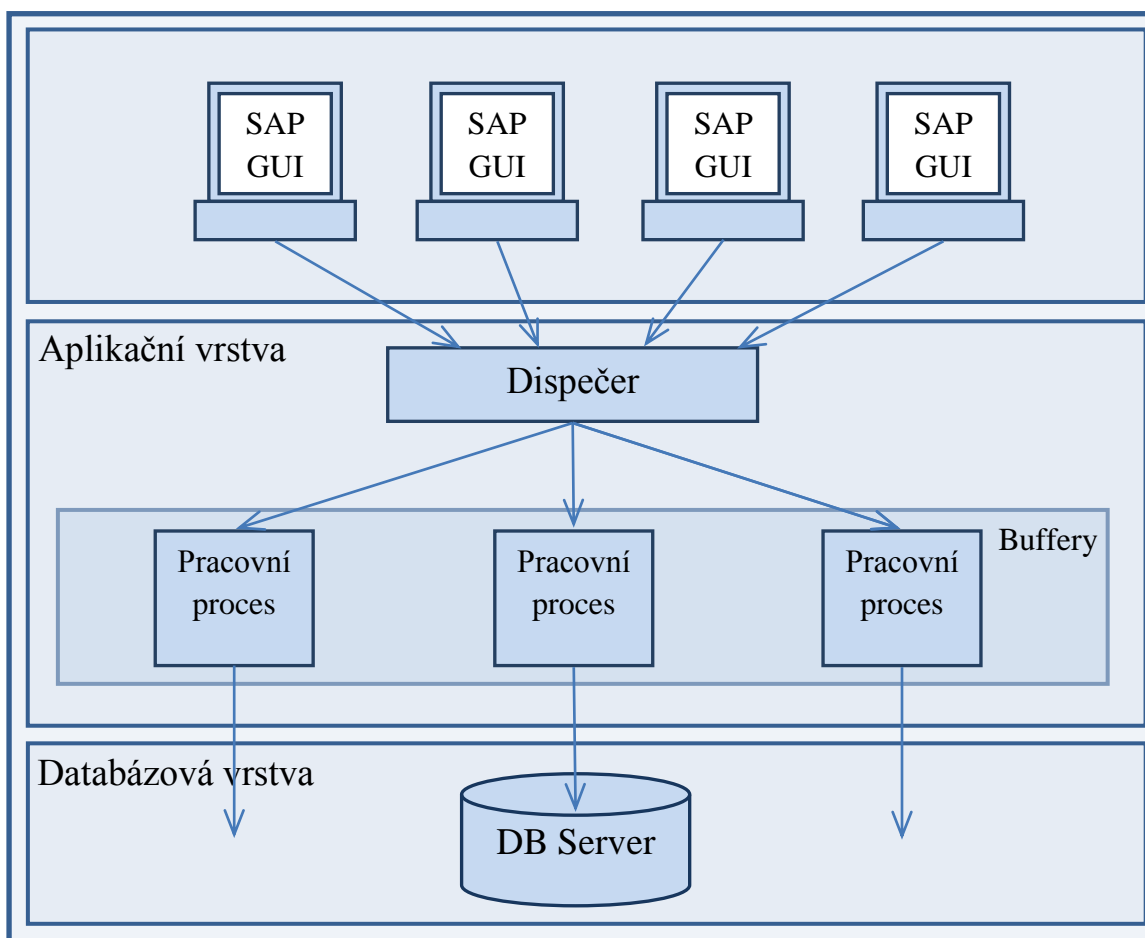 SAP
GUI
SAP
GUI
SAP
GUI
SAP
GUI
Aplikační vrstva
Dispečer
Buffery
Pracovní
proces
Pracovní
proces
Pracovní
proces
Databázová vrstva
DB Server